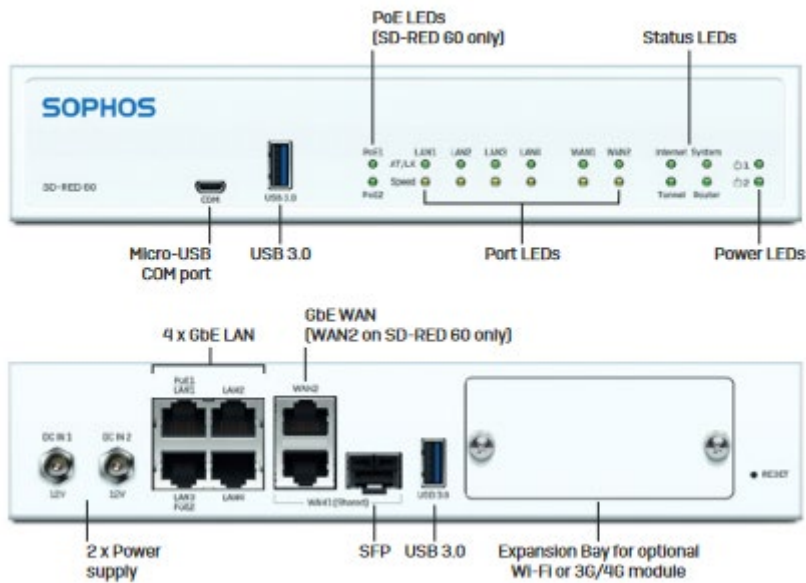 PoE LEDs
(SD-RED 60 only)
Status LEDs
SOPHOS
PoE1 LAN1 LAN2 LAN3 LAN4 WAN1 WAN2 Internet System
1
Speed
2
SD-RED 60
COM
USB 3.0
PoE2
Tunnel Router
Micro-USB
COM port
USB 3.0
Port LEDs
Power LEDs
GbE WAN
(WAN2 on SD-RED 60 only)
4 x GbE LAN
PoE1
LAN1 LAN2
WAN2
DC IN 1 DC IN 2
12V 12V
LAN3 LAN4
PoE2
WAN1 (Shared)
USB 3.0
RESET
2 x Power
supply
SFP
USB 3.0
Expansion Bay for optional
Wi-Fi or 3G/4G module